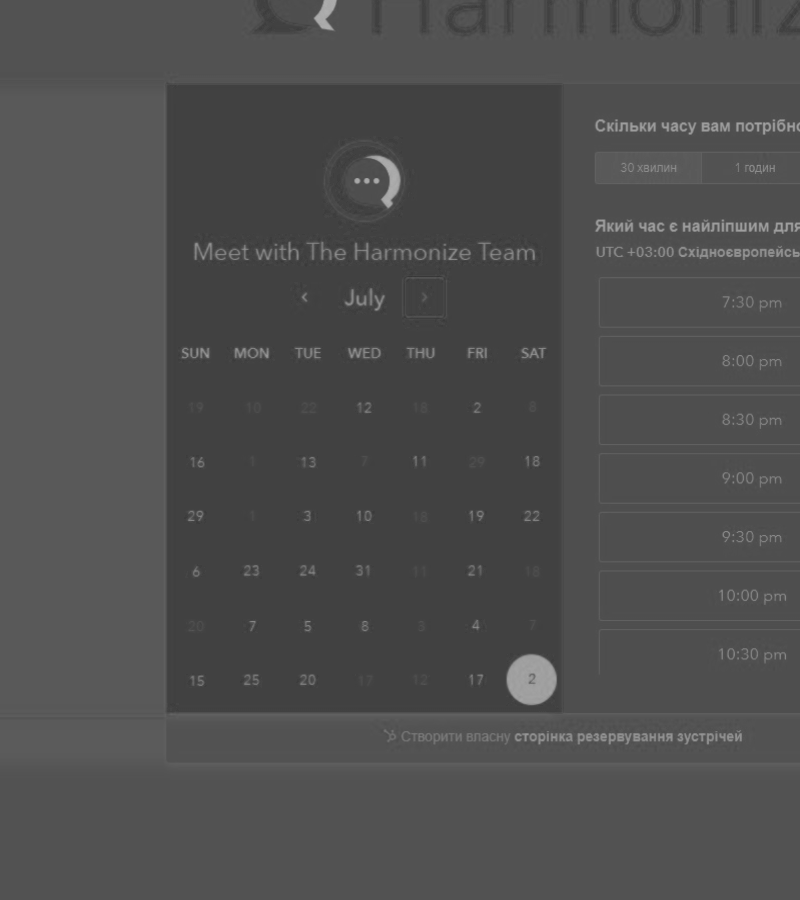 Harmoniz
Meet with The Harmonize Team
July
SUN MON TUE WED THU FRI SAT
19 10 22 12 18 2 8
16 1 13 7 11 29 18
29 1 3 10 18 19 22
6 23 24 31 11 21 18
20 7 5 8 3 4 7
15 25 20 17 12 17 2
Скільки часу вам потрібно
30 хвилин 1 годин
Який час є найліпшим для
UTC +03:00 Східноєвропейсь
7:30 pm
8:00 pm
8:30 pm
9:00 pm
9:30 pm
10:00 pm
10:30 pm
Створити власну сторінка резервування зустрічей